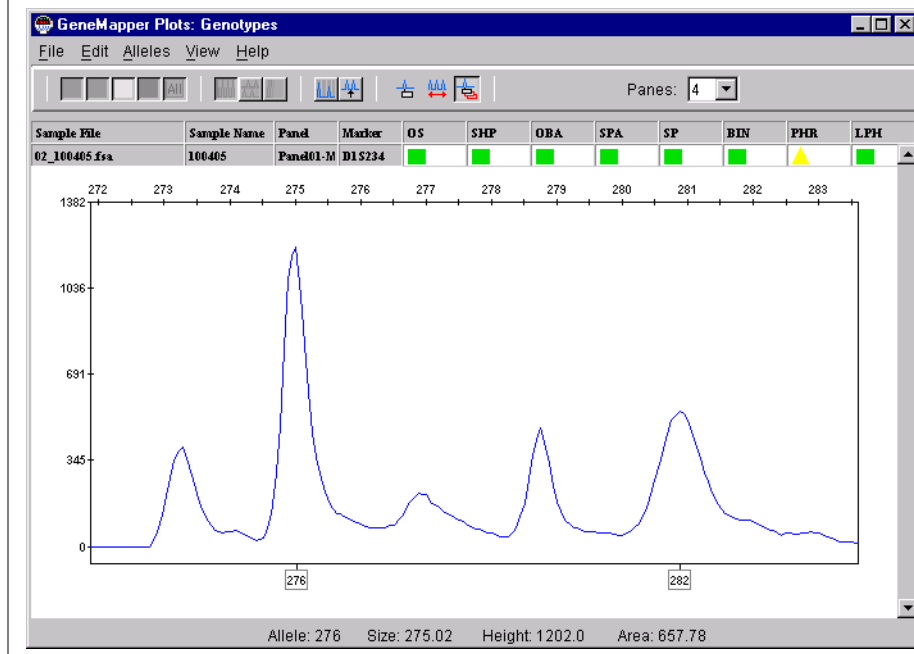 GeneMapper Plots: Genotypes
File Edit Alleles View Help
All Panes: 4
Sample File Sample Name Panel Marker OS SHP OBA SPA SP BIN PHR LPH
02_100405.fsa 100405 Panel01-M D1S234
272 273 274 275 276 277 278 279 280 281 282 283
1382
1036
691
345
0
276 282
Allele: 276 Size: 275.02 Height: 1202.0 Area: 657.78